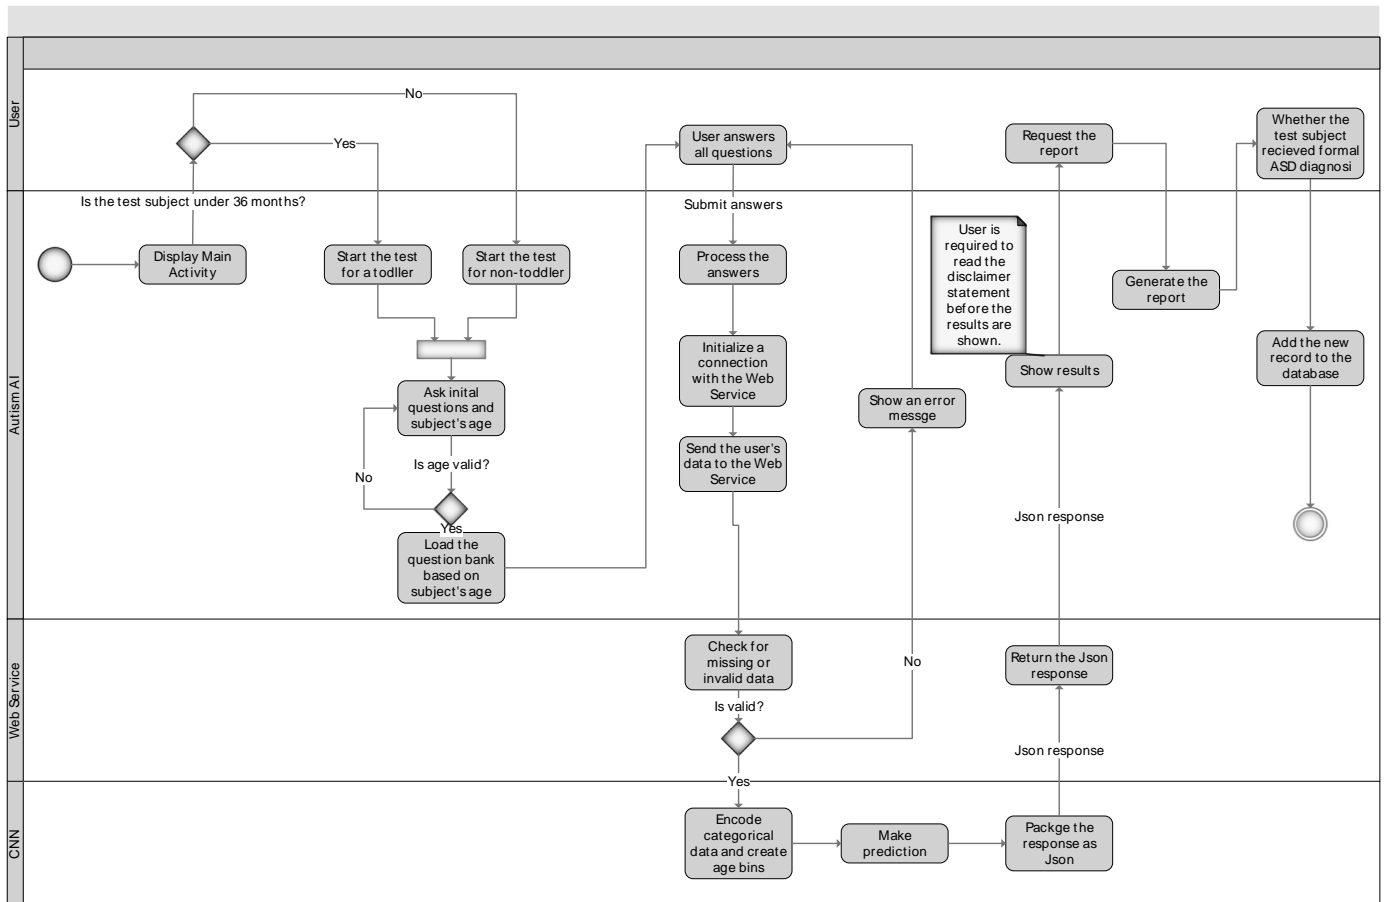 User
No
Yes
User answers
all questions
Request the
report
Whether the
test subject
recieved formal
ASD diagnosi
Autism AI
Is the test subject under 36 months?
Submit answers
Display Main
Activity
Start the test
for a todller
Start the test
for non-toddler
Process the
answers
User is
required to
read the
disclaimer
statement
before the
results are
shown.
Generate the
report
Initialize a
connection
with the Web
Service
Add the new
record to the
database
Show results
Ask inital
questions and
subject's age
Show an error
messge
Is age valid?
No
Yes
Send the user's
data to the Web
Service
Load the
question bank
based on
subject's age
Json response
Web Service
Check for
missing or
invalid data
Return the Json
response
No
Is valid?
Json response
Yes
CNN
Encode
categorical
data and create
age bins
Make
prediction
Packge the
response as
Json